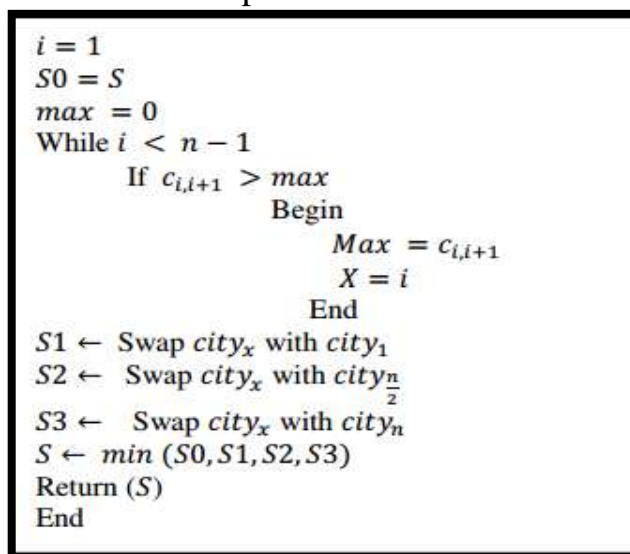 i = 1
S0 = S
max = 0
While i < n − 1
If c_{i,i+1} > max
Begin
Max = c_{i,i+1}
X = i
End
S1 ← Swap city_x with city_1
S2 ← Swap city_x with city_{n/2}
S3 ← Swap city_x with city_n
S ← min (S0, S1, S2, S3)
Return (S)
End